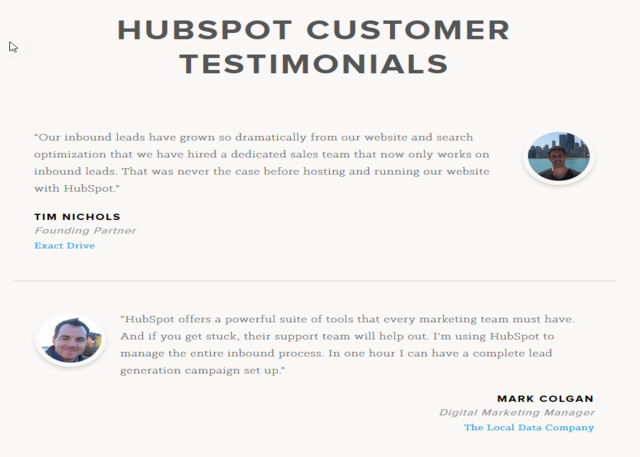 HUBSPOT CUSTOMER
TESTIMONIALS
"Our inbound leads have grown so dramatically from our website and search
optimization that we have hired a dedicated sales team that now only works on
inbound leads. That was never the case before hosting and running our website
with HubSpot."
TIM NICHOLS
Founding Partner
Exact Drive
"HubSpot offers a powerful suite of tools that every marketing team must have.
And if you get stuck, their support team will help out. I'm using HubSpot to
manage the entire inbound process. In one hour I can have a complete lead
generation campaign set up."
MARK COLGAN
Digital Marketing Manager
The Local Data Company